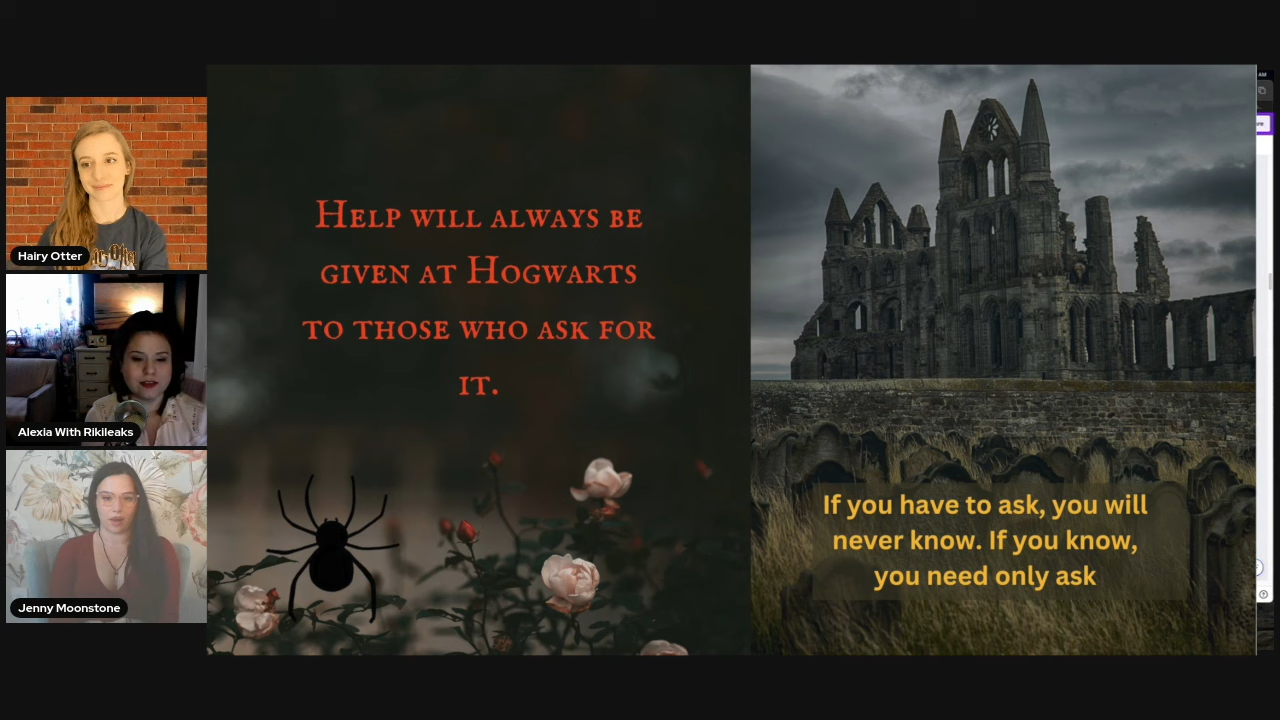 Hairy Otter
Alexia With Rikileaks
Jenny Moonstone
Help will always be
given at Hogwarts
to those who ask for
it.
If you have to ask, you will
never know. If you know,
you need only ask
AM